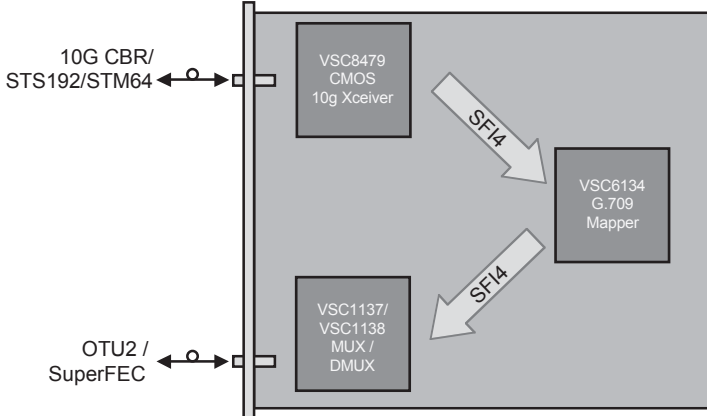 10G CBR/
STS192/STM64
VSC8479
CMOS
10g Xceiver
SFI4
VSC6134
G.709
Mapper
SFI4
VSC1137/
VSC1138
MUX /
DMUX
OTU2 /
SuperFEC